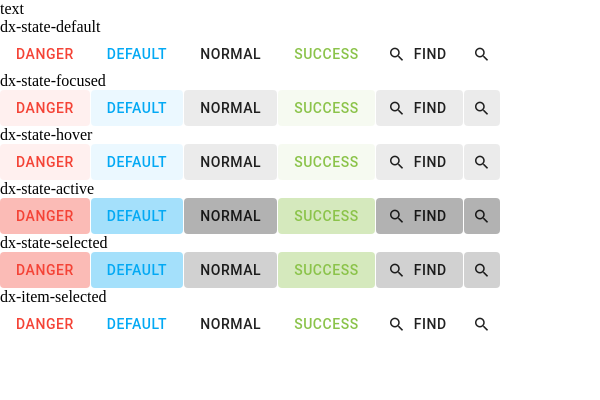 text
dx-state-default
DANGER DEFAULT NORMAL SUCCESS FIND
dx-state-focused
DANGER DEFAULT NORMAL SUCCESS FIND
dx-state-hover
DANGER DEFAULT NORMAL SUCCESS FIND
dx-state-active
DANGER DEFAULT NORMAL SUCCESS FIND
dx-state-selected
DANGER DEFAULT NORMAL SUCCESS FIND
dx-item-selected
DANGER DEFAULT NORMAL SUCCESS FIND